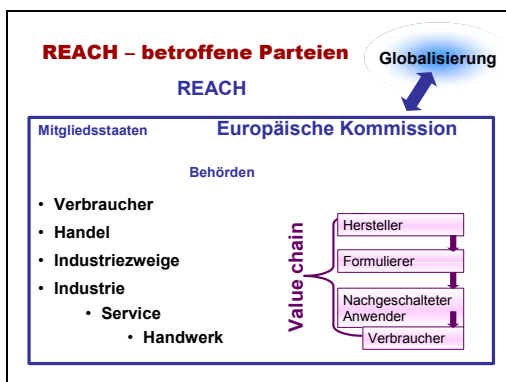 REACH – betroffene Parteien
Globalisierung
REACH
Mitgliedsstaaten
Europäische Kommission
Behörden
• Verbraucher
• Handel
• Industriezweige
• Industrie
• Service
• Handwerk
Value chain
Hersteller
Formulierer
Nachgeschalteter
Anwender
Verbraucher